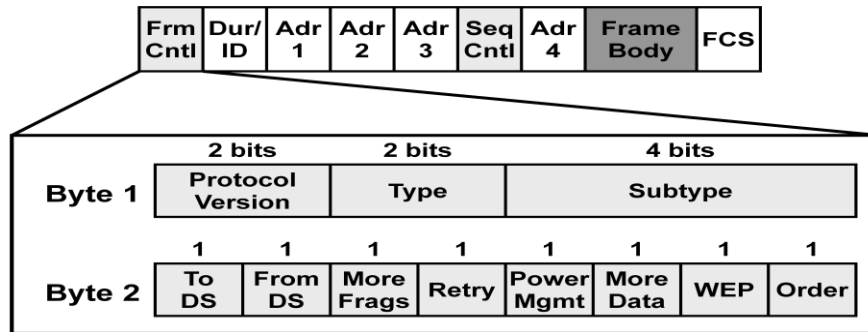 Frm Dur/ Adr Adr Adr Seq Adr Frame FCS
Cntl ID 1 2 3 Cntl 4 Body
2 bits 2 bits 4 bits
Byte 1 Protocol Type Subtype
Version
1 1 1 1 1 1 1 1
Byte 2 To From More Retry Power More WEP Order
DS DS Frags Mgmt Data